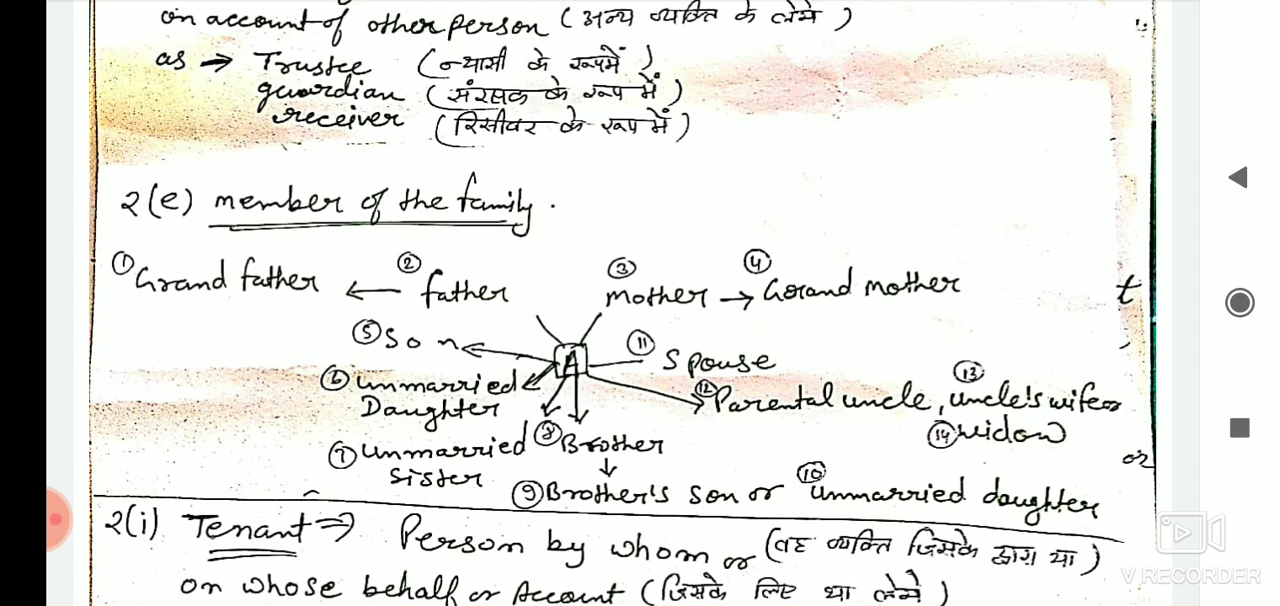 on account of other person (अन्य व्यक्ति के लेखे)
as → Trustee (न्यासी के रूपमें)
guardian (संरक्षक के रूप में)
receiver (रिसीवर के रूप में)
2(e) member of the family.
① Grand father ← ② father ③ mother → ④ Grand mother
t
⑤ Son
⑪ Spouse
⑥ unmarried Daughter
⑫ Parental uncle, ⑬ uncle's wife or
⑭ widow
⑦ unmarried sister
⑧ Brother
or
⑨ Brother's son or ⑩ unmarried daughter
2(i) Tenant ⇒ Person by whom or (वह व्यक्ति जिसके द्वारा या)
on whose behalf or Account (जिसके लिए या लेखे)
V RECORDER